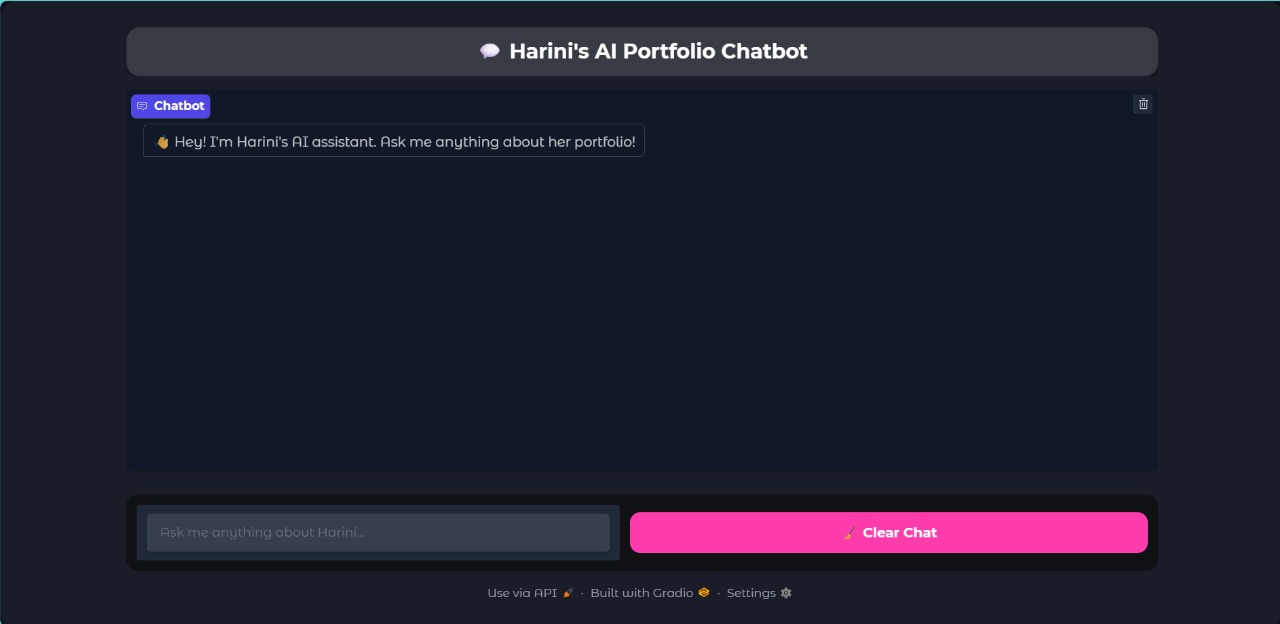 💬 Harini's AI Portfolio Chatbot
Chatbot
👋 Hey! I'm Harini's AI assistant. Ask me anything about her portfolio!
Ask me anything about Harini...
🧹 Clear Chat
Use via API 🚀 · Built with Gradio · Settings ⚙️